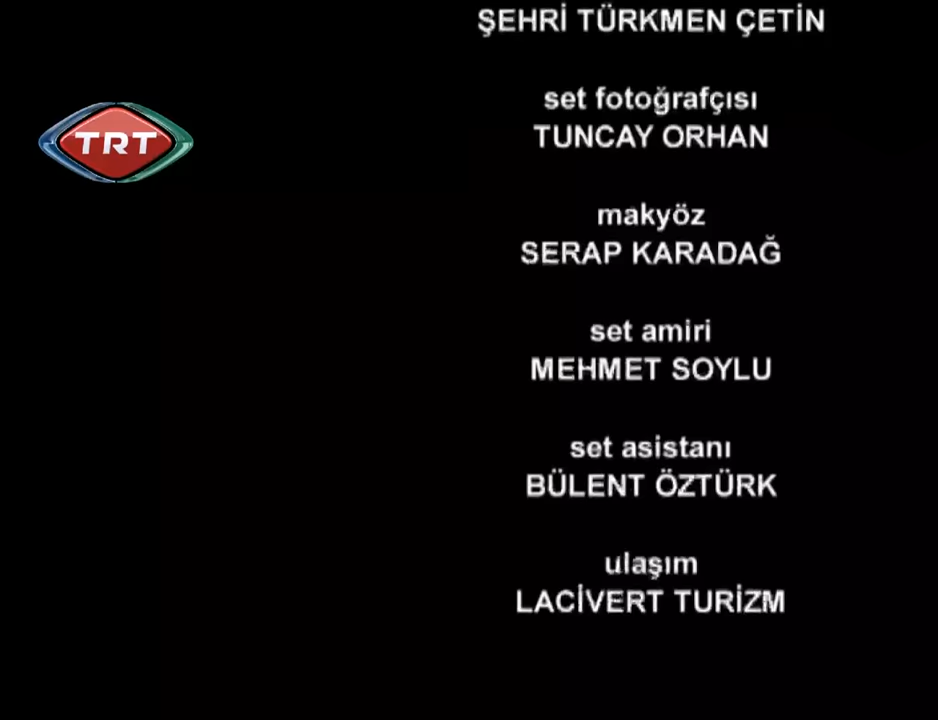 ŞEHRİ TÜRKMEN ÇETİN
TRT
set fotoğrafçısı
TUNCAY ORHAN
makyöz
SERAP KARADAĞ
set amiri
MEHMET SOYLU
set asistanı
BÜLENT ÖZTÜRK
ulaşım
LACİVERT TURİZM